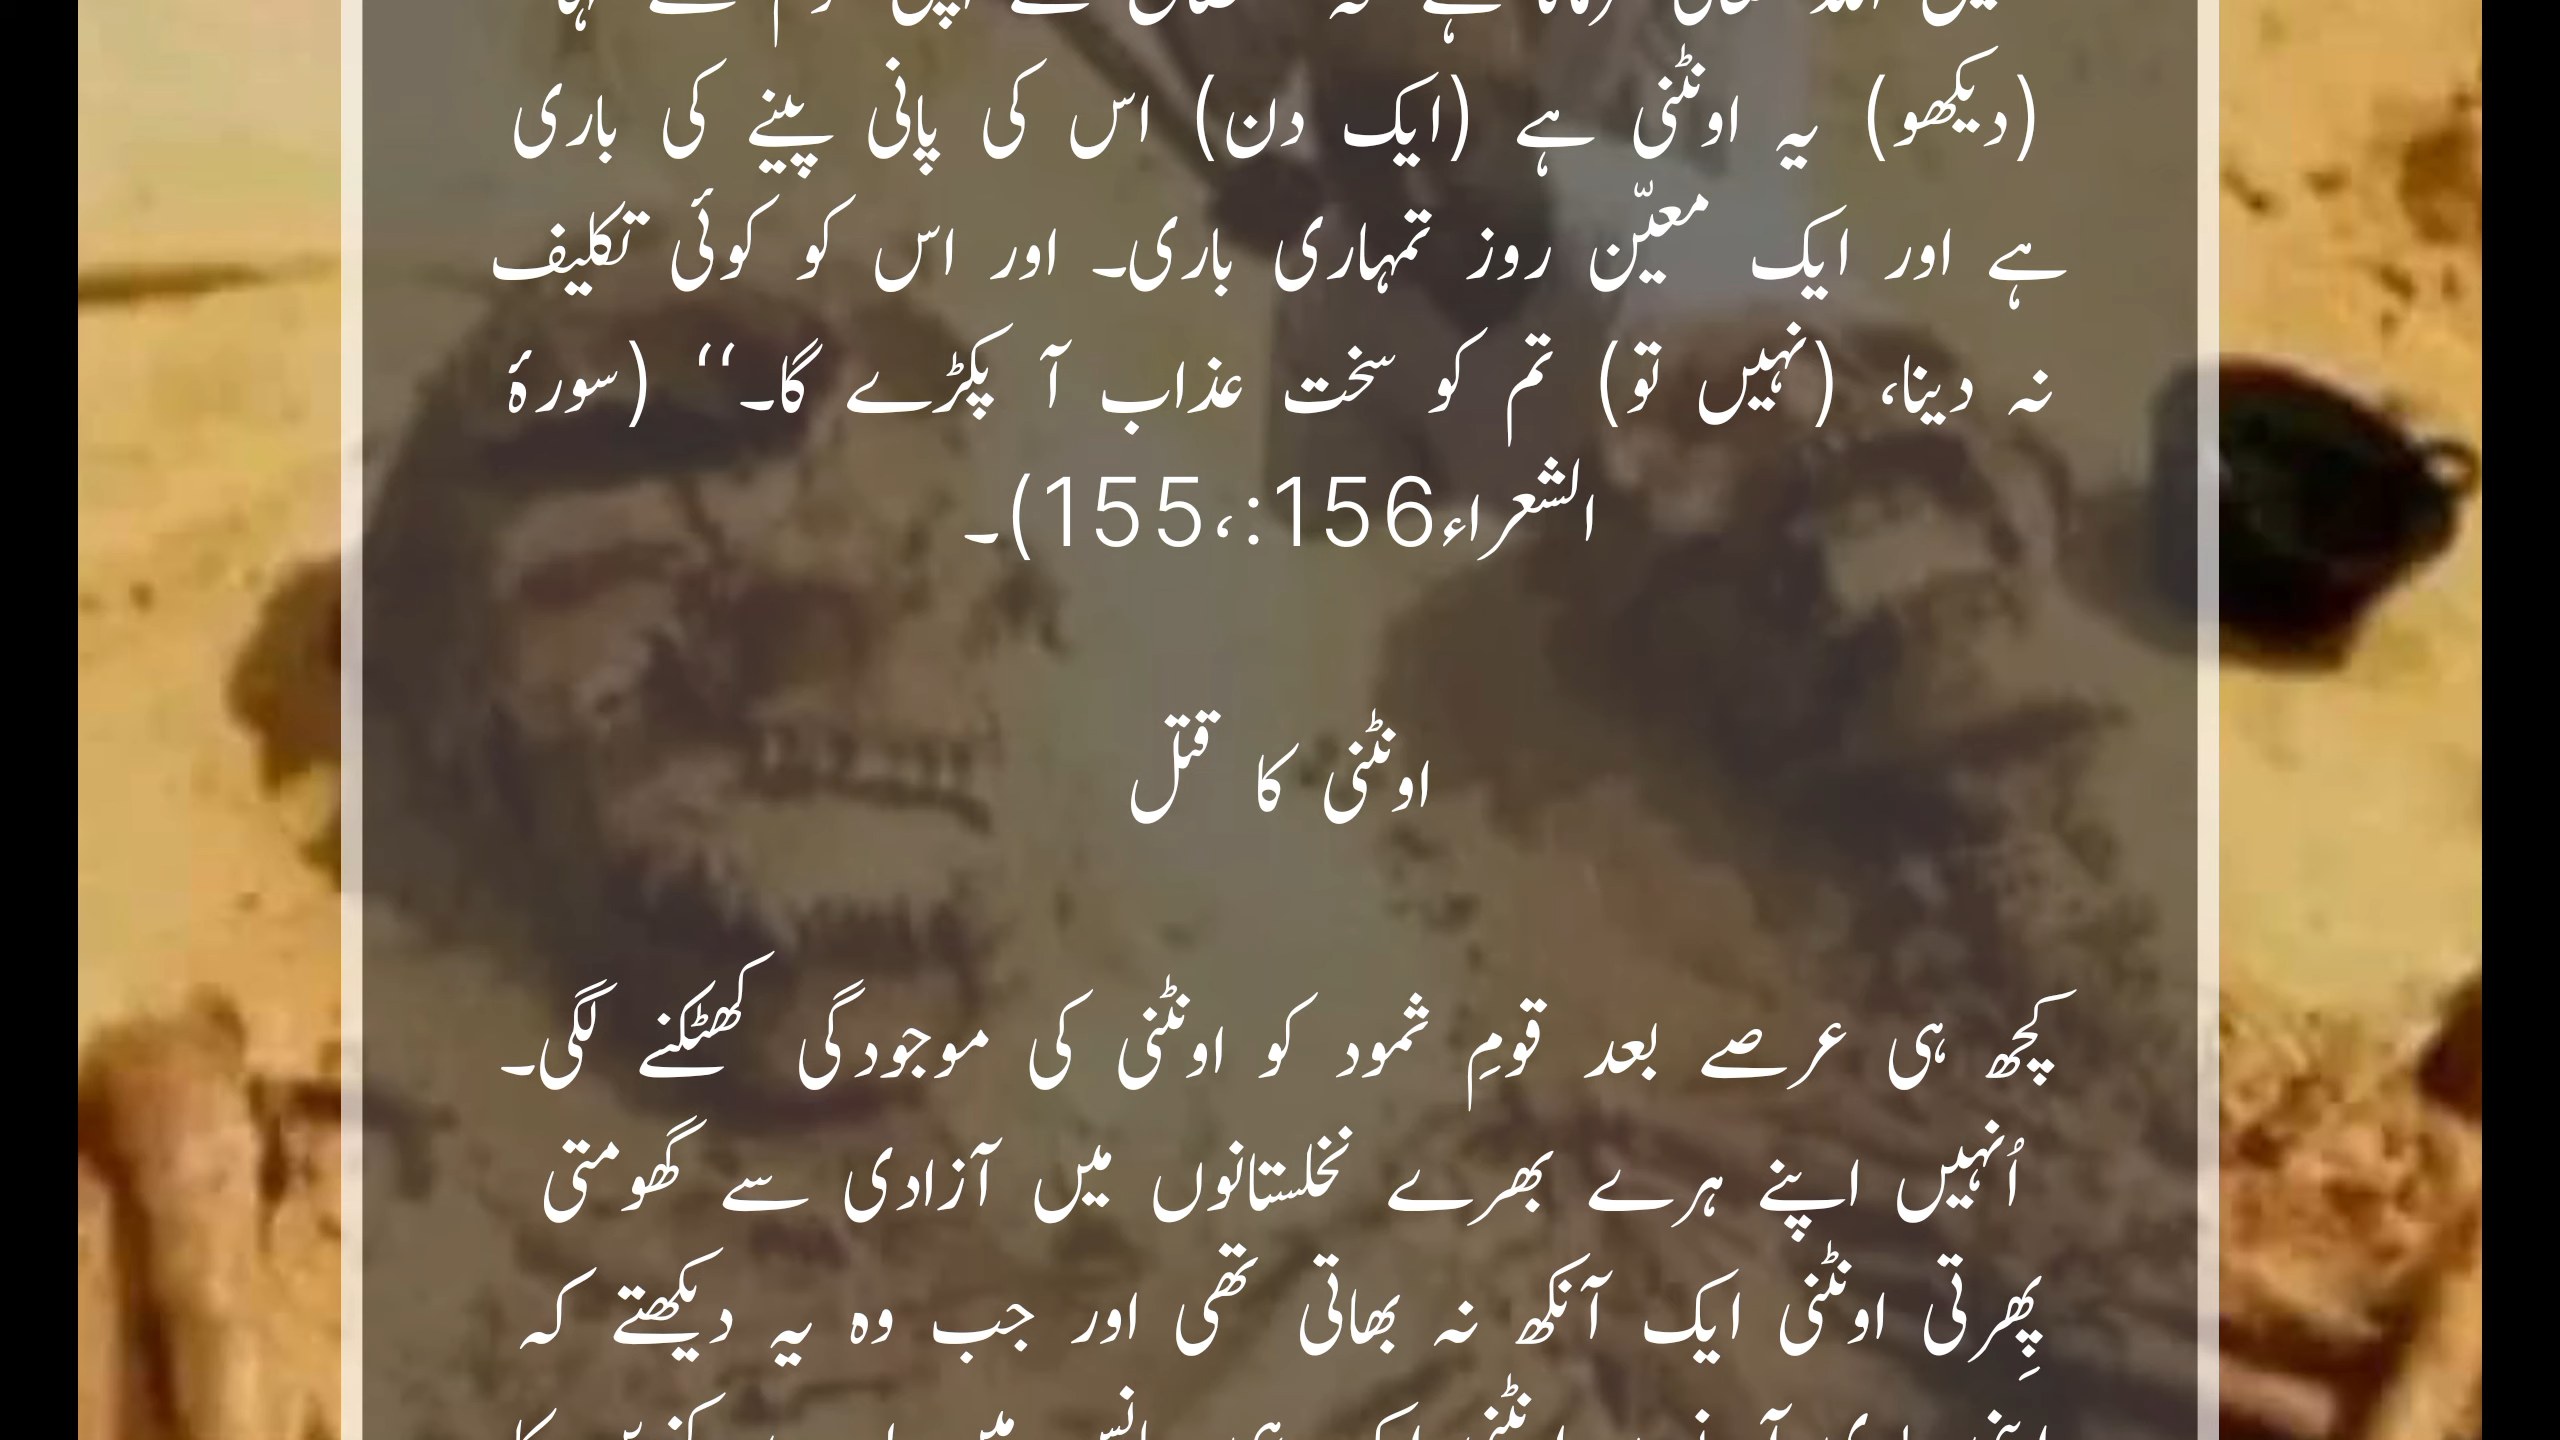 (دیکھو) یہ اونٹنی ہے (ایک دن) اس کی پانی پینے کی باری
ہے اور ایک معیّن روز تمہاری باری۔ اور اس کو کوئی تکلیف
نہ دینا، (نہیں تو) تم کو سخت عذاب آ پکڑے گا۔‘‘ (سورۂ
الشعراء156:،155)۔
اونٹنی کا قتل
کچھ ہی عرصے بعد قومِ ثمود کو اونٹنی کی موجودگی کھٹکنے لگی۔
اُنہیں اپنے ہرے بھرے نخلستانوں میں آزادی سے گھومتی
پِھرتی اونٹنی ایک آنکھ نہ بھاتی تھی اور جب وہ یہ دیکھتے کہ